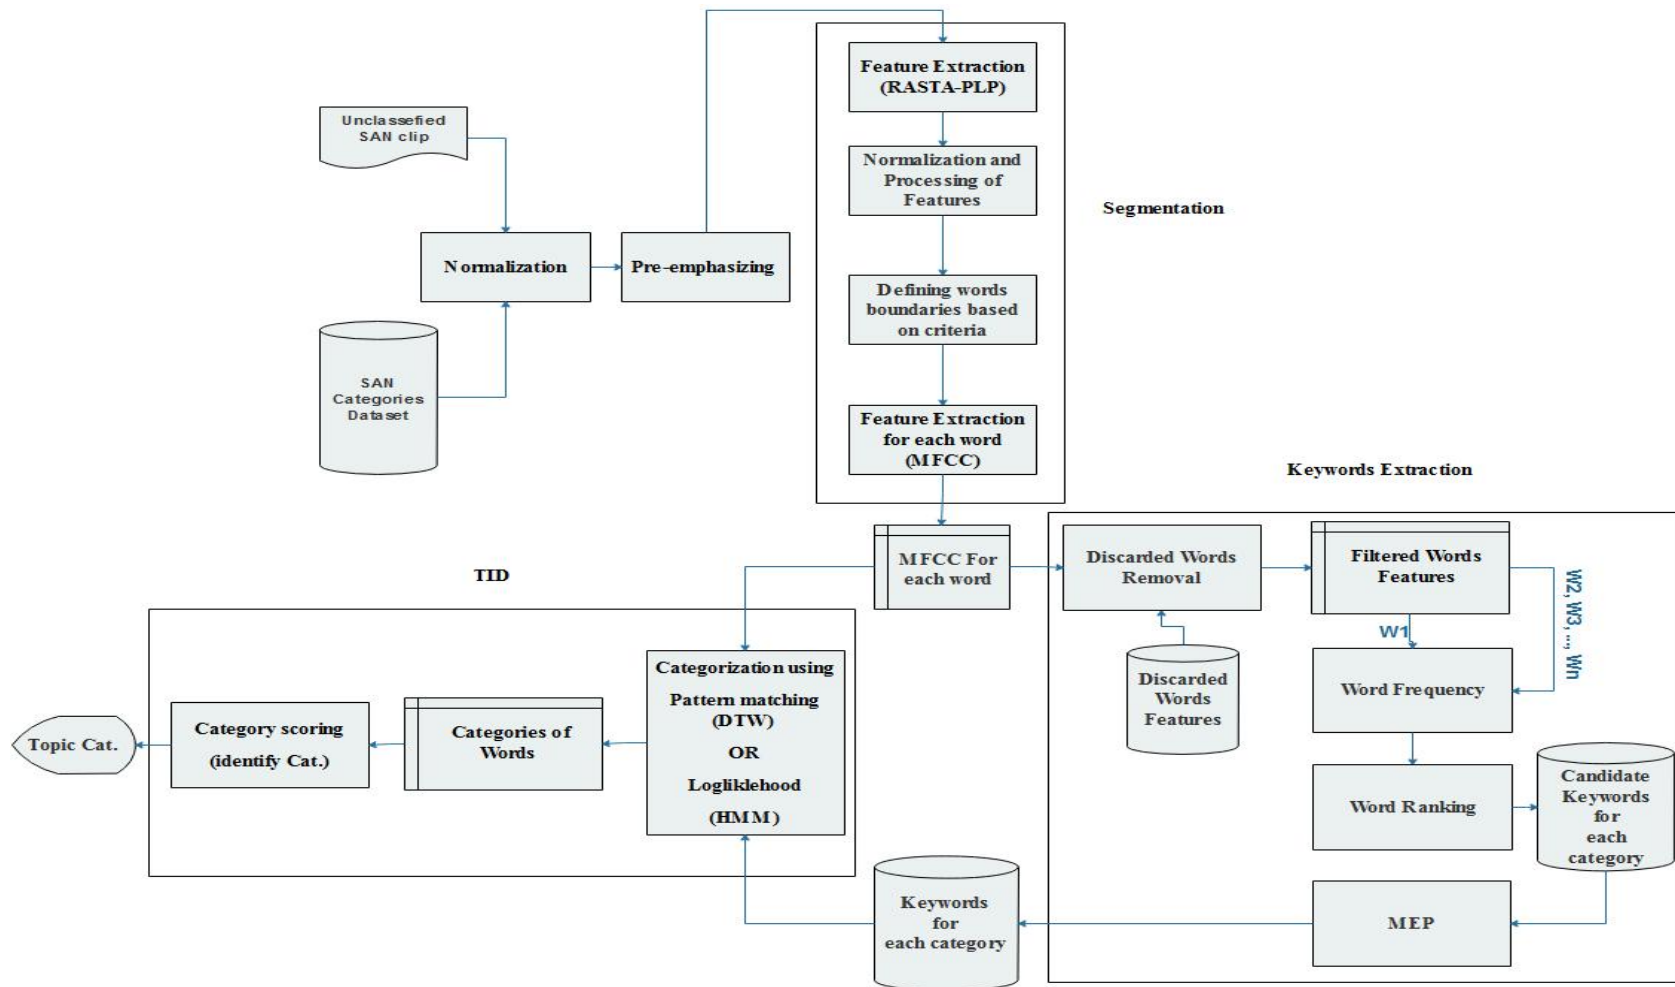 Feature Extraction
(RASTA-PLP)
Unclassefied
SAN clip
Normalization and
Processing of
Features
Segmentation
Normalization
Pre-emphasizing
Defining words
boundaries based
on criteria
SAN
Categories
Dataset
Feature Extraction
for each word
(MFCC)
Keywords Extraction
MFCC For
each word
Discarded Words
Removal
Filtered Words
Features
W1
W2, W3, ..., Wn
TID
Discarded
Words
Features
Word Frequency
Categorization using
Pattern matching
(DTW)
OR
Logliklehood
(HMM)
Categories of
Words
Category scoring
(identify Cat.)
Topic Cat.
Word Ranking
Candidate
Keywords
for
each
category
Keywords
for
each category
MEP